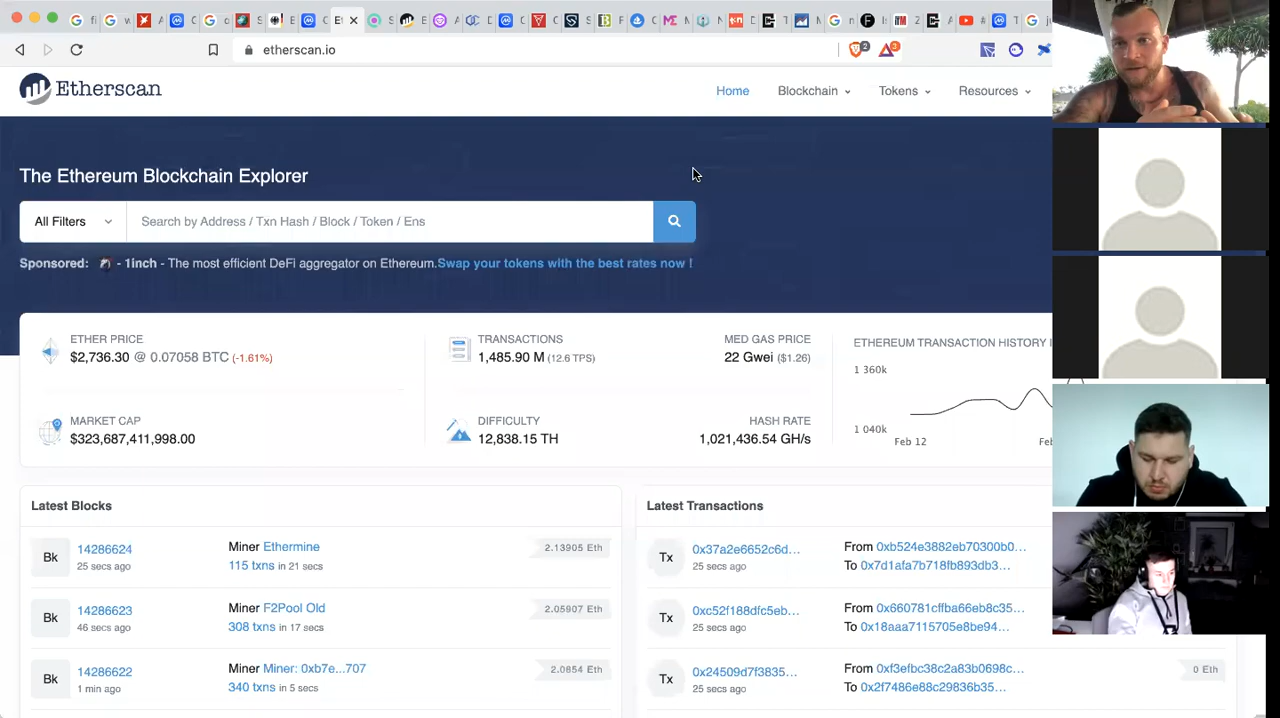 etherscan.io
2
3
Etherscan
Home
Blockchain
Tokens
Resources
The Ethereum Blockchain Explorer
All Filters
Search by Address / Txn Hash / Block / Token / Ens
Sponsored: - 1inch - The most efficient DeFi aggregator on Ethereum. Swap your tokens with the best rates now !
ETHER PRICE
$2,736.30 @ 0.07058 BTC (-1.61%)
MARKET CAP
$323,687,411,998.00
TRANSACTIONS
1,485.90 M (12.6 TPS)
MED GAS PRICE
22 Gwei ($1.26)
DIFFICULTY
12,838.15 TH
HASH RATE
1,021,436.54 GH/s
ETHEREUM TRANSACTION HISTORY
1 360k
1 040k
Feb 12
Latest Blocks
Bk
14286624
25 secs ago
Miner Ethermine
115 txns in 21 secs
2.13905 Eth
Bk
14286623
46 secs ago
Miner F2Pool Old
308 txns in 17 secs
2.05907 Eth
Bk
14286622
1 min ago
Miner Miner: 0xb7e...707
340 txns in 5 secs
2.0854 Eth
Latest Transactions
Tx
0x37a2e6652c6d...
25 secs ago
From 0xb524e3882eb70300b0...
To 0x7d1afa7b718fb893db3...
Tx
0xc52f188dfc5eb...
25 secs ago
From 0x660781cffba66eb8c35...
To 0x18aaa7115705e8be94...
Tx
0x24509d7f3835...
25 secs ago
From 0xf3efbc38c2a83b0698c...
To 0x2f7486e88c29836b35...
0 Eth